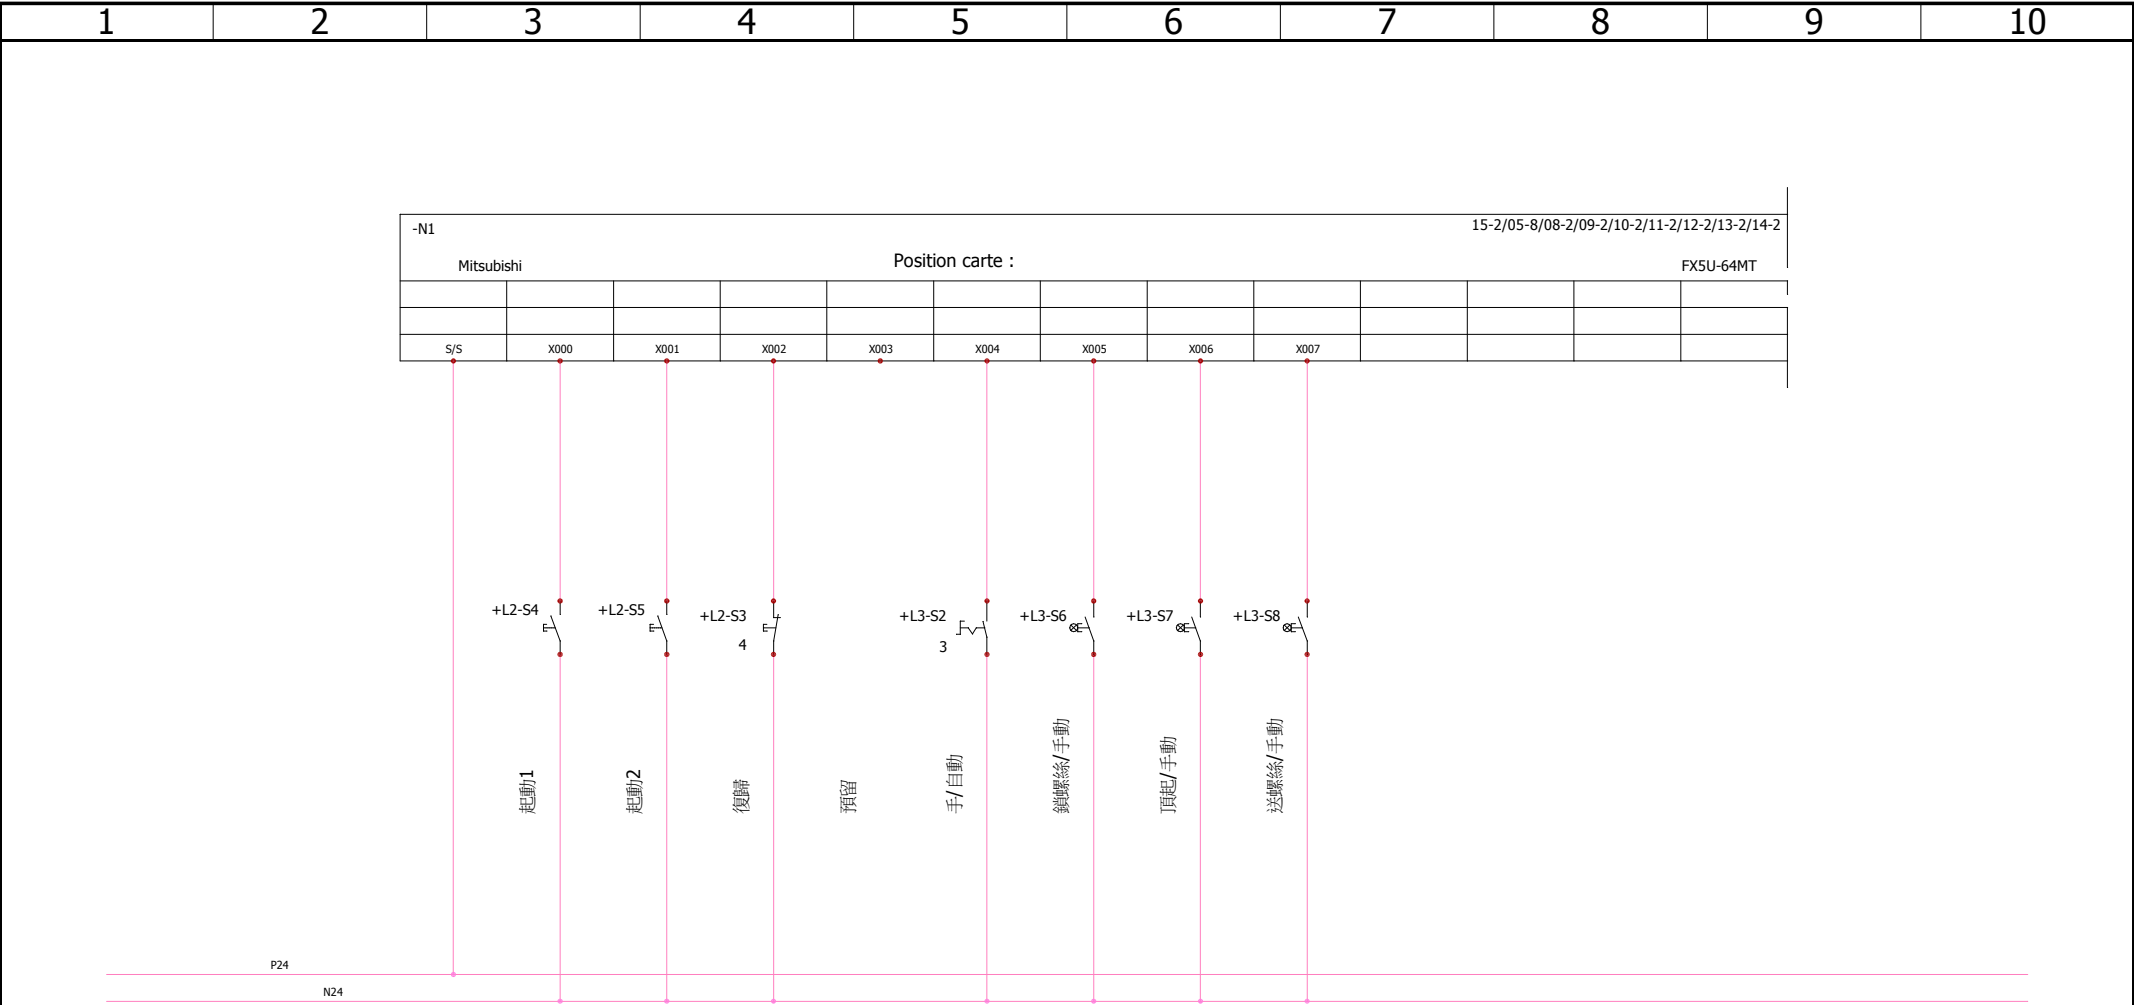 1 2 3 4 5 6 7 8 9 10
-N1 15-2/05-8/08-2/09-2/10-2/11-2/12-2/13-2/14-2
Mitsubishi Position carte : FX5U-64MT
S/S X000 X001 X002 X003 X004 X005 X006 X007
+L2-S4 +L2-S5 +L2-S3 +L3-S2 +L3-S6 +L3-S7 +L3-S8
4 3
起動1
起動2
復歸
預留
手/自動
鎖螺絲/手動
頂起/手動
送螺絲/手動
P24
N24